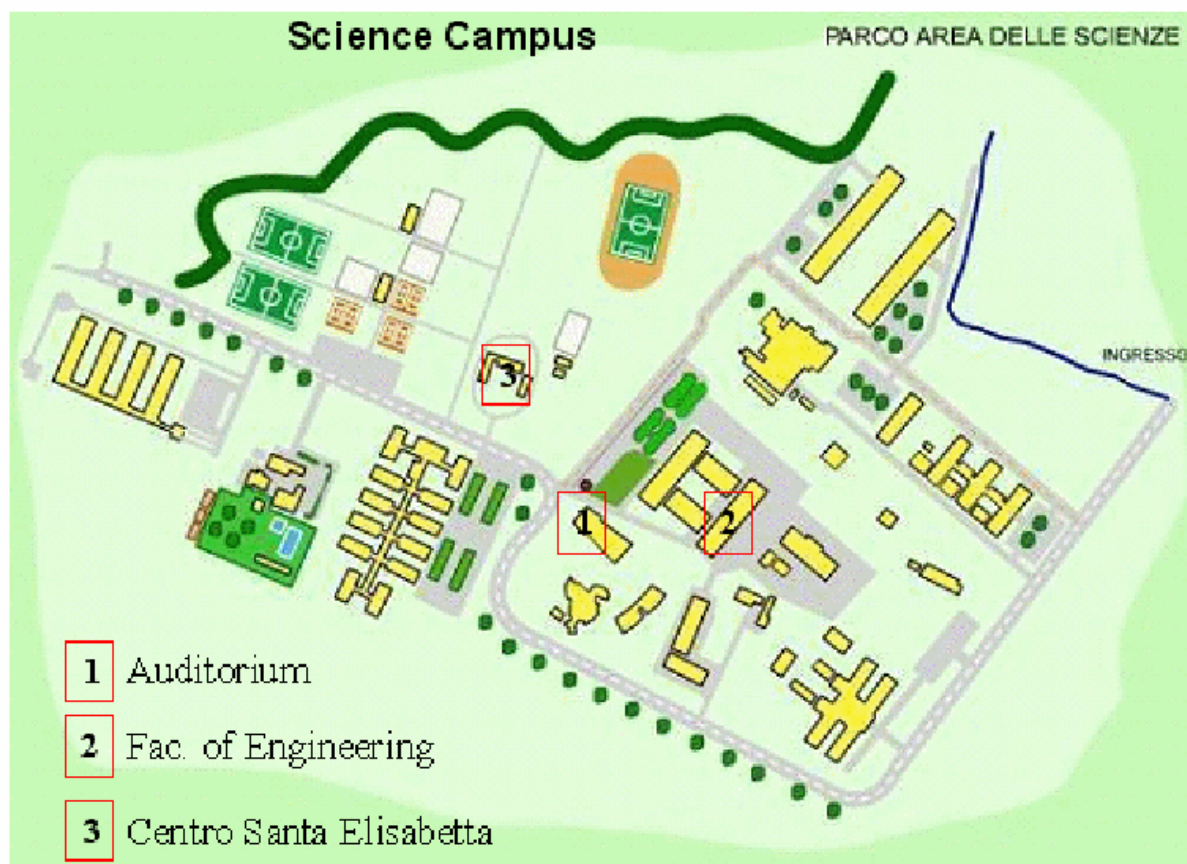 Science Campus
PARCO AREA DELLE SCIENZE
INGRESSO
3
1
2
1 Auditorium
2 Fac. of Engineering
3 Centro Santa Elisabetta